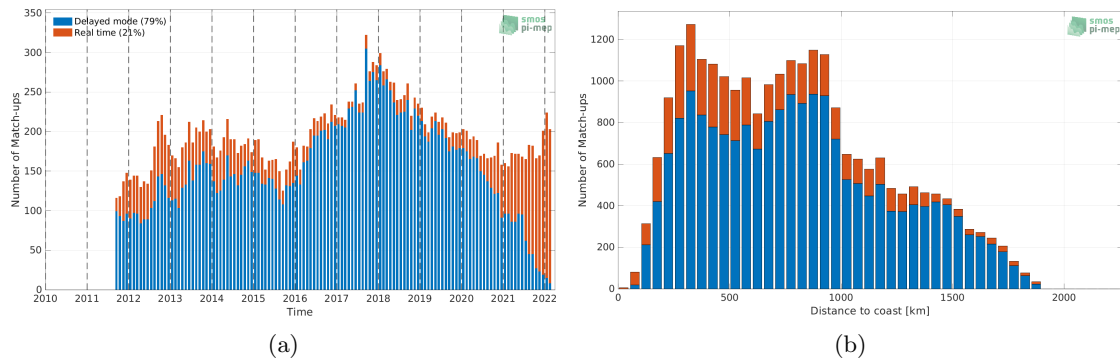 Delayed mode (79%)
Real time (21%)
smos
pi-mep
Number of Match-ups
350
300
250
200
150
100
50
0
2010 2011 2012 2013 2014 2015 2016 2017 2018 2019 2020 2021 2022
Time
(a)
smos
pi-mep
Number of Match-ups
1200
1000
800
600
400
200
0
0 500 1000 1500 2000
Distance to coast [km]
(b)